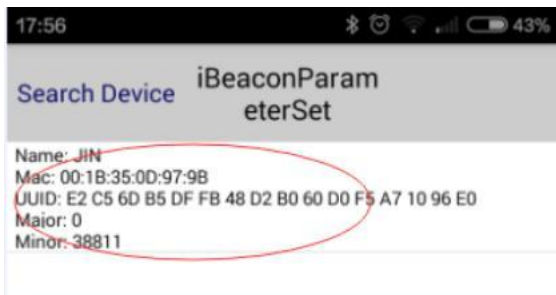 17:56 43%
Search Device iBeaconParam
eterSet
Name: JIN
Mac: 00:1B:35:0D:97:9B
UUID: E2 C5 6D B5 DF FB 48 D2 B0 60 D0 F5 A7 10 96 E0
Major: 0
Minor: 38811